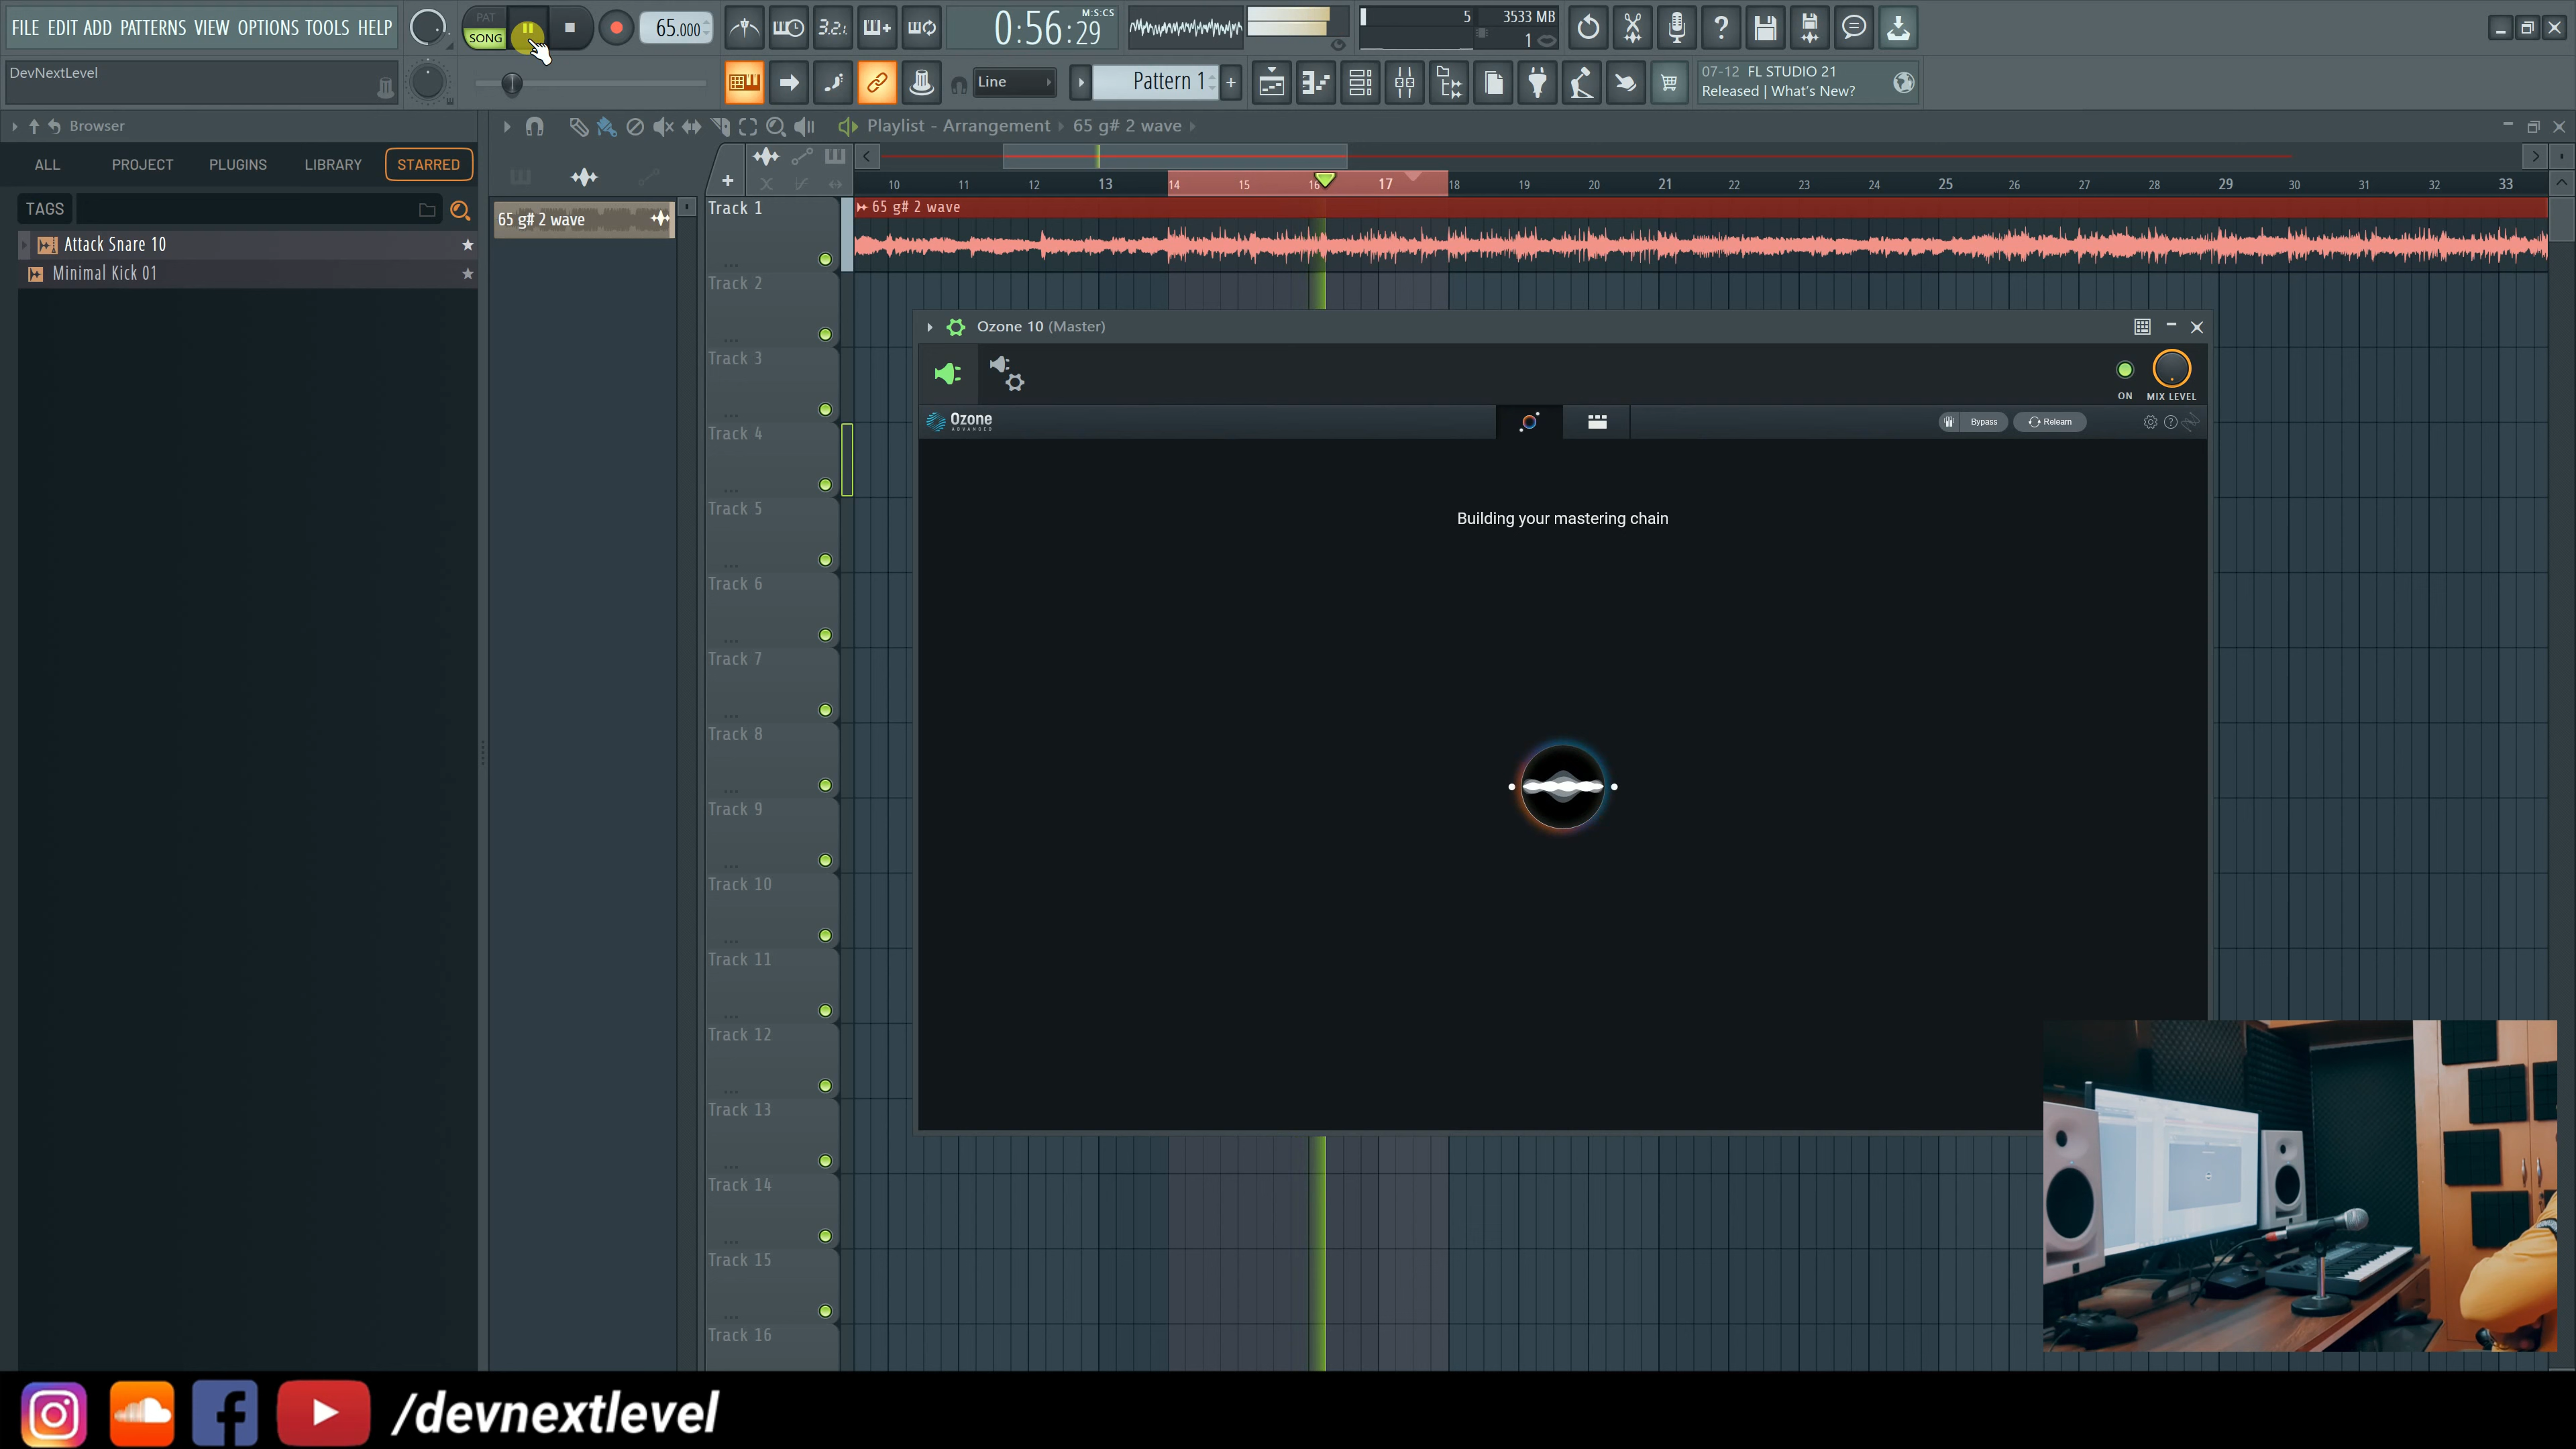 FILE EDIT ADD PATTERNS VIEW OPTIONS TOOLS HELP
PAT
SONG
65.000
3.2.
M:S:CS
0:56:29
5
3533 MB
1
DevNextLevel
Line
Pattern 1
07-12 FL STUDIO 21
Released | What's New?
Browser
Playlist - Arrangement
65 g# 2 wave
ALL
PROJECT
PLUGINS
LIBRARY
STARRED
TAGS
Attack Snare 10
Minimal Kick 01
65 g# 2 wave
10 11 12 13 14 15 16 17 18 19 20 21 22 23 24 25 26 27 28 29 30 31 32 33
65 g# 2 wave
Track 1
Track 2
Track 3
Track 4
Track 5
Track 6
Track 7
Track 8
Track 9
Track 10
Track 11
Track 12
Track 13
Track 14
Track 15
Track 16
Ozone 10 (Master)
ON
MIX LEVEL
Ozone
ADVANCED
Bypass
Relearn
Building your mastering chain
/devnextlevel